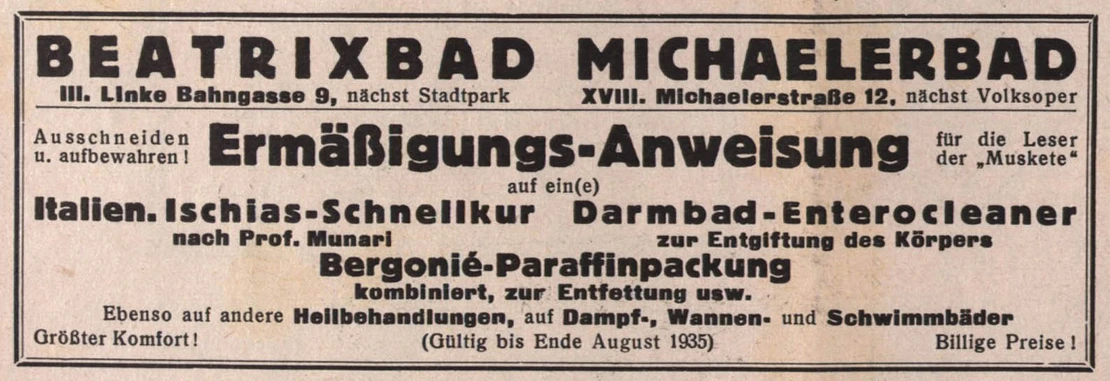 BEATRIXBAD MICHAELERBAD
III. Linke Bahngasse 9, nächst Stadtpark XVIII. Michaelerstraße 12, nächst Volksoper
Ausschneiden
u. aufbewahren!
Ermäßigungs-Anweisung
für die Leser
der „Muskete“
auf ein(e)
Italien. Ischias-Schnellkur Darmbad-Enterocleaner
nach Prof. Munari zur Entgiftung des Körpers
Bergonié-Paraffinpackung
kombiniert, zur Entfettung usw.
Ebenso auf andere Heilbehandlungen, auf Dampf-, Wannen- und Schwimmbäder
Größter Komfort! (Gültig bis Ende August 1935) Billige Preise!